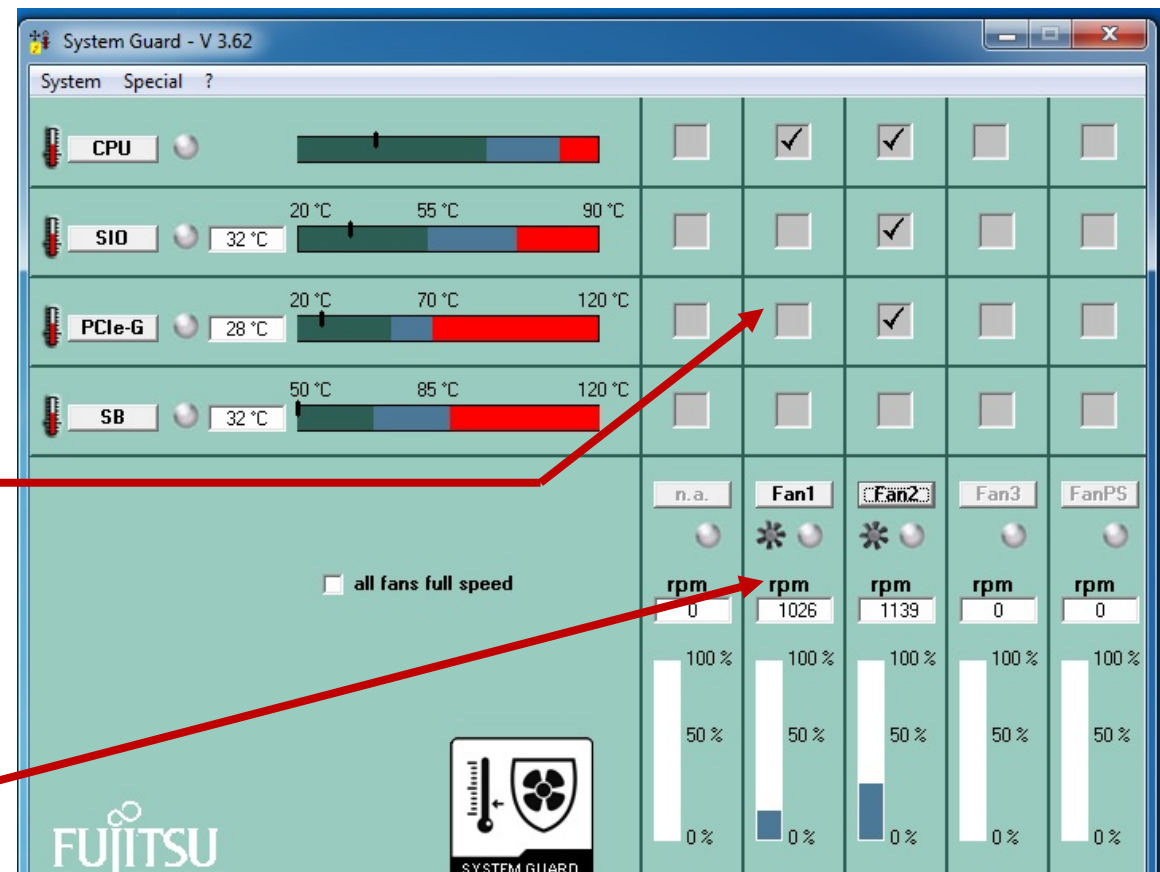 System Guard - V 3.62
System Special ?
CPU
20 °C 55 °C 90 °C
SIO 32 °C
20 °C 70 °C 120 °C
PCIe-G 28 °C
50 °C 85 °C 120 °C
SB 32 °C
n.a. Fan1 Fan2 Fan3 FanPS
all fans full speed
rpm rpm rpm rpm rpm
0 1026 1139 0 0
100 % 100 % 100 % 100 % 100 %
50 % 50 % 50 % 50 % 50 %
0 % 0 % 0 % 0 % 0 %
FUJITSU
SYSTEM GUARD